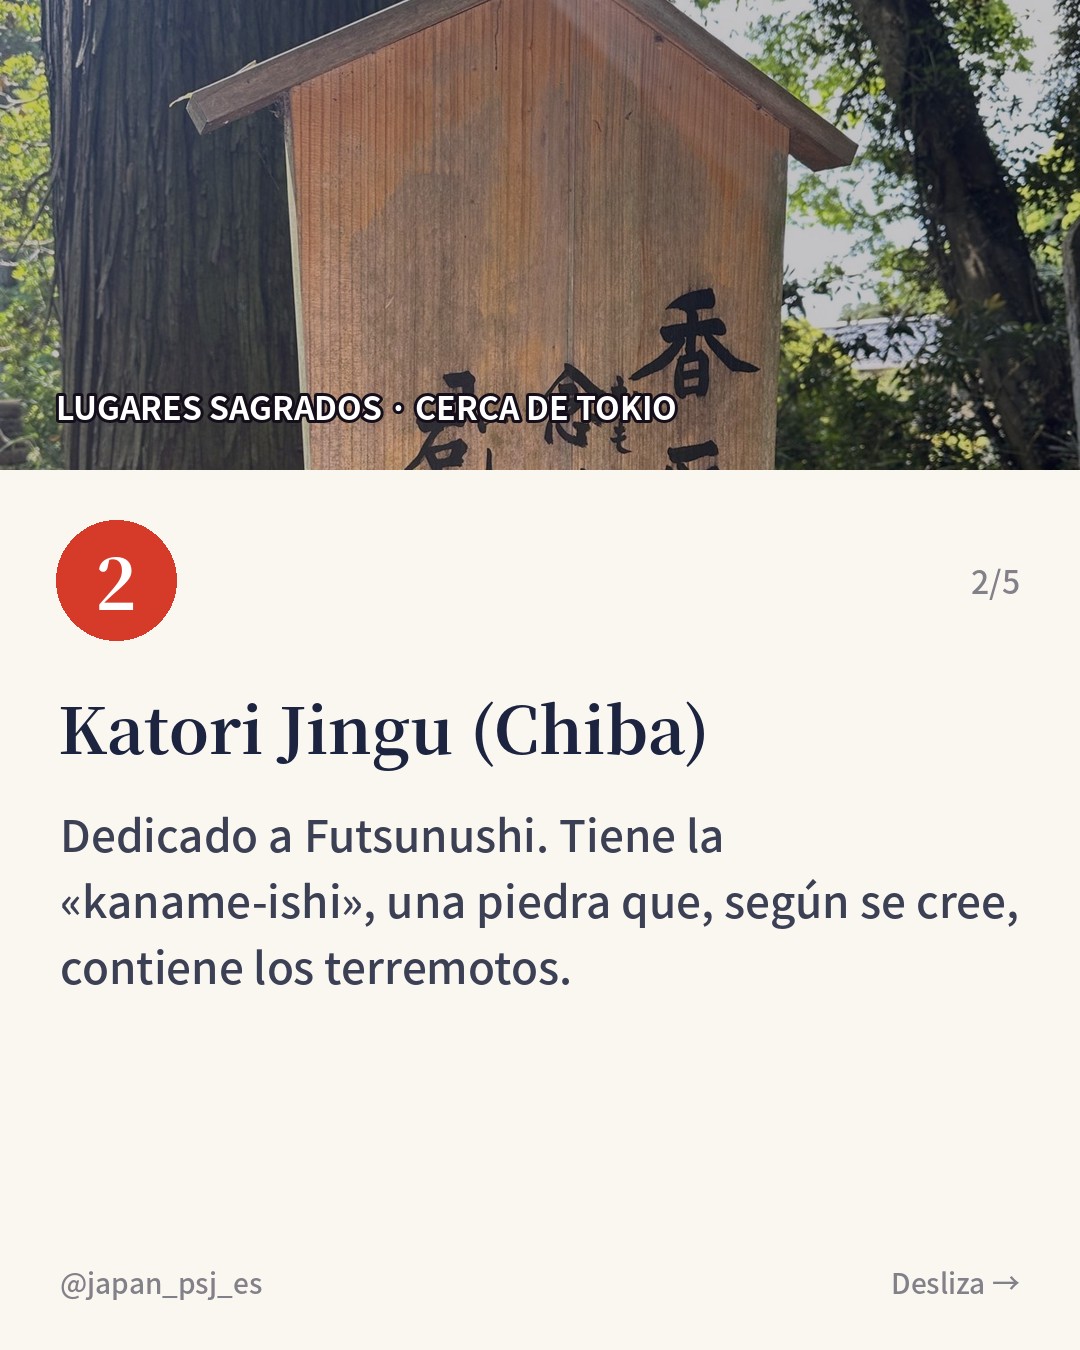 香
LUGARES SAGRADOS · CERCA DE TOKIO
2
2/5
Katori Jingu (Chiba)
Dedicado a Futsunushi. Tiene la
«kaname-ishi», una piedra que, según se cree,
contiene los terremotos.
@japan_psj_es
Desliza →